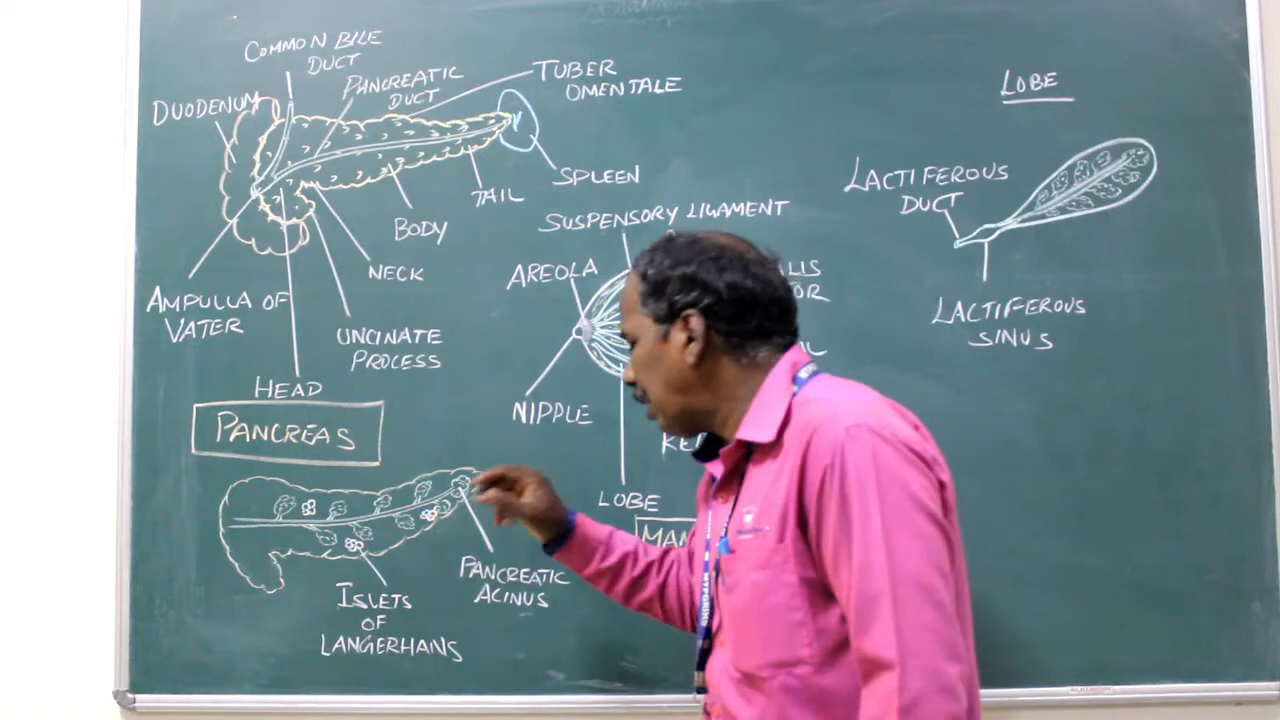 COMMON BILE
DUCT
PANCREATIC
DUCT
TUBER
OMENTALE
DUODENUM
SPLEEN
TAIL
BODY
NECK
AMPULLA OF
VATER
UNCINATE
PROCESS
HEAD
PANCREAS
ISLETS
OF
LANGERHANS
PANCREATIC
ACINUS
SUSPENSORY LIGAMENT
AREOLA
NIPPLE
LOBE
LOBE
LACTIFEROUS
DUCT
LACTIFEROUS
SINUS